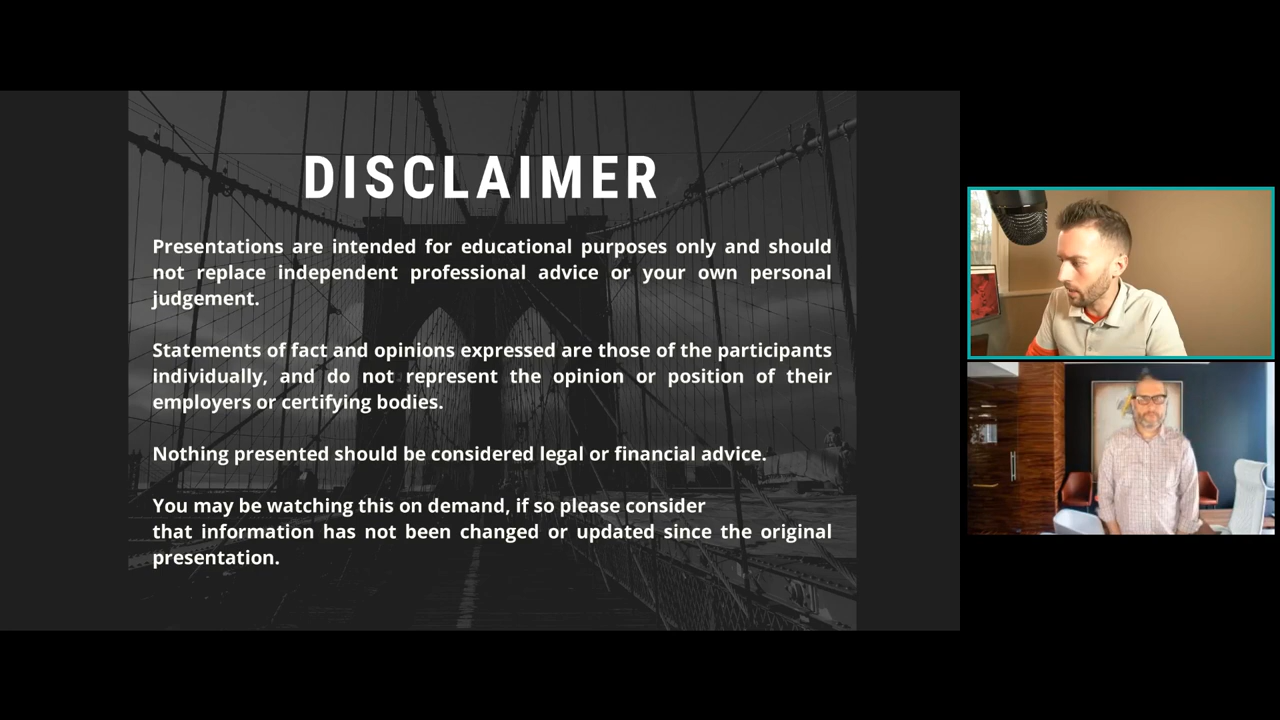 DISCLAIMER
Presentations are intended for educational purposes only and should
not replace independent professional advice or your own personal
judgement.
Statements of fact and opinions expressed are those of the participants
individually, and do not represent the opinion or position of their
employers or certifying bodies.
Nothing presented should be considered legal or financial advice.
You may be watching this on demand, if so please consider
that information has not been changed or updated since the original
presentation.